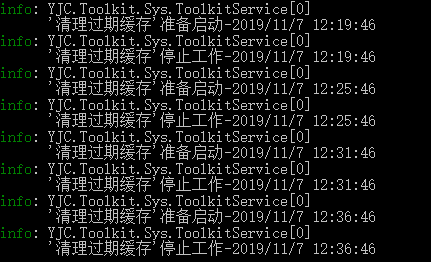 info: YJC.Toolkit.Sys.ToolkitService[0]
'清理过期缓存'准备启动-2019/11/7 12:19:46
info: YJC.Toolkit.Sys.ToolkitService[0]
'清理过期缓存'停止工作-2019/11/7 12:19:46
info: YJC.Toolkit.Sys.ToolkitService[0]
'清理过期缓存'准备启动-2019/11/7 12:25:46
info: YJC.Toolkit.Sys.ToolkitService[0]
'清理过期缓存'停止工作-2019/11/7 12:25:46
info: YJC.Toolkit.Sys.ToolkitService[0]
'清理过期缓存'准备启动-2019/11/7 12:31:46
info: YJC.Toolkit.Sys.ToolkitService[0]
'清理过期缓存'停止工作-2019/11/7 12:31:46
info: YJC.Toolkit.Sys.ToolkitService[0]
'清理过期缓存'准备启动-2019/11/7 12:36:46
info: YJC.Toolkit.Sys.ToolkitService[0]
'清理过期缓存'停止工作-2019/11/7 12:36:46